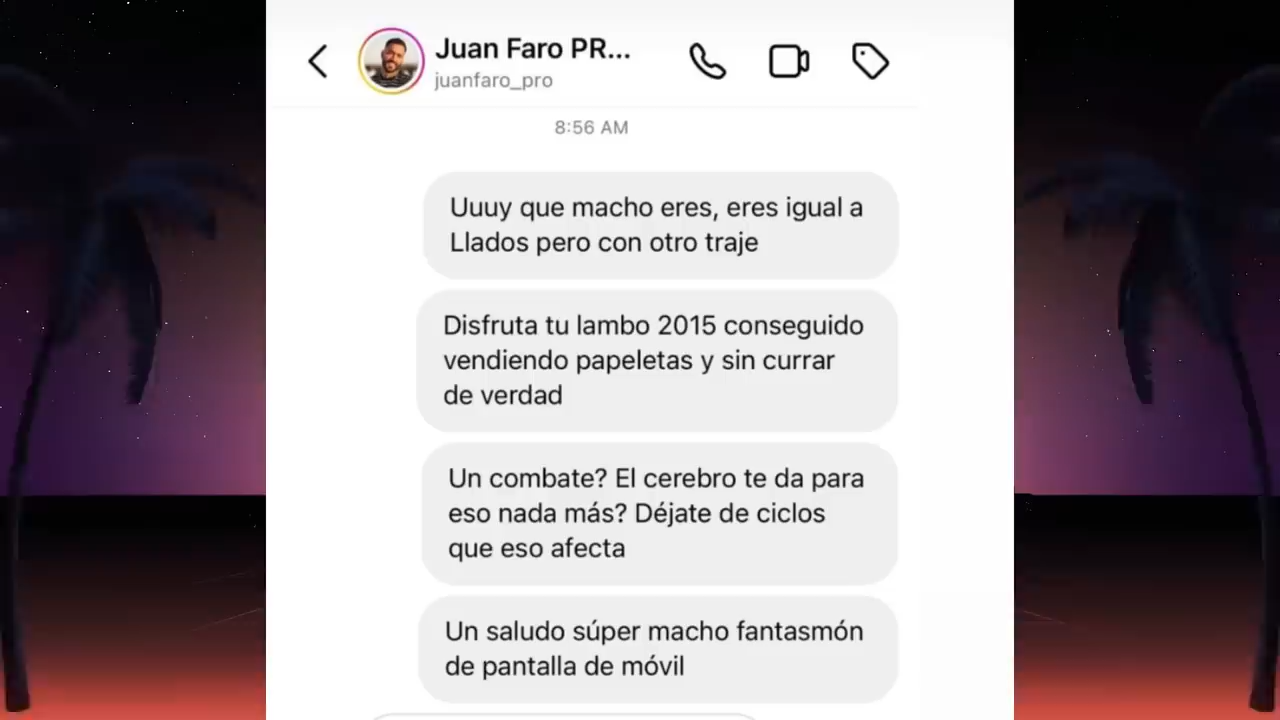 Juan Faro PR...
juanfaro_pro
8:56 AM
Uuuy que macho eres, eres igual a
Llados pero con otro traje
Disfruta tu lambo 2015 conseguido
vendiendo papeletas y sin currar
de verdad
Un combate? El cerebro te da para
eso nada más? Déjate de ciclos
que eso afecta
Un saludo súper macho fantasmón
de pantalla de móvil